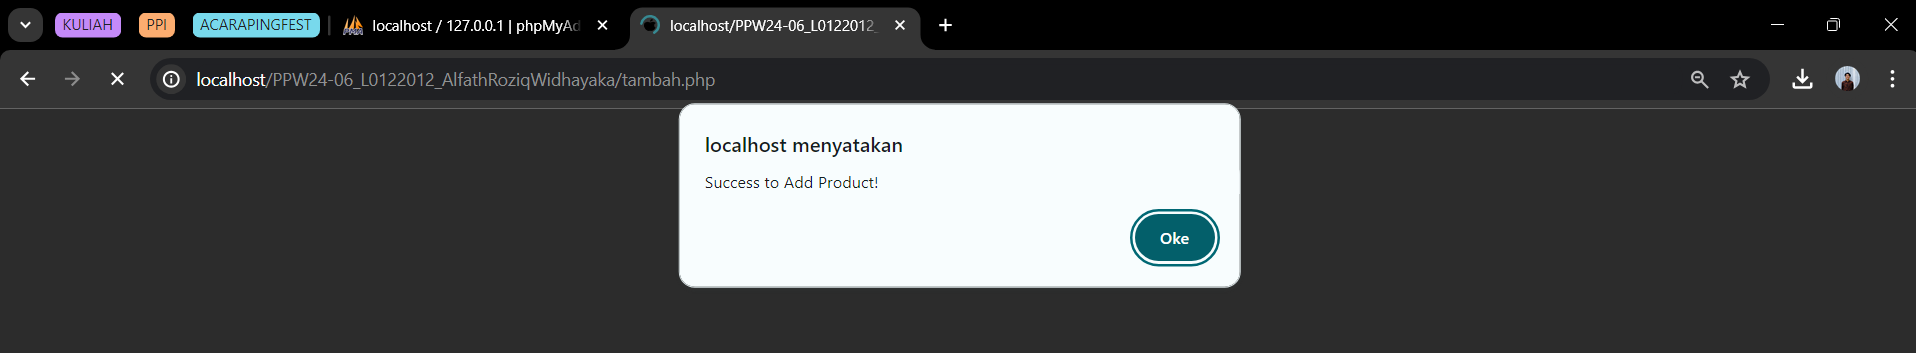 KULIAH
PPI
ACARAPINGFEST
localhost / 127.0.0.1 | phpMyAd
localhost/PPW24-06_L0122012_
localhost/PPW24-06_L0122012_AlfathRoziqWidhayaka/tambah.php
localhost menyatakan
Success to Add Product!
Oke